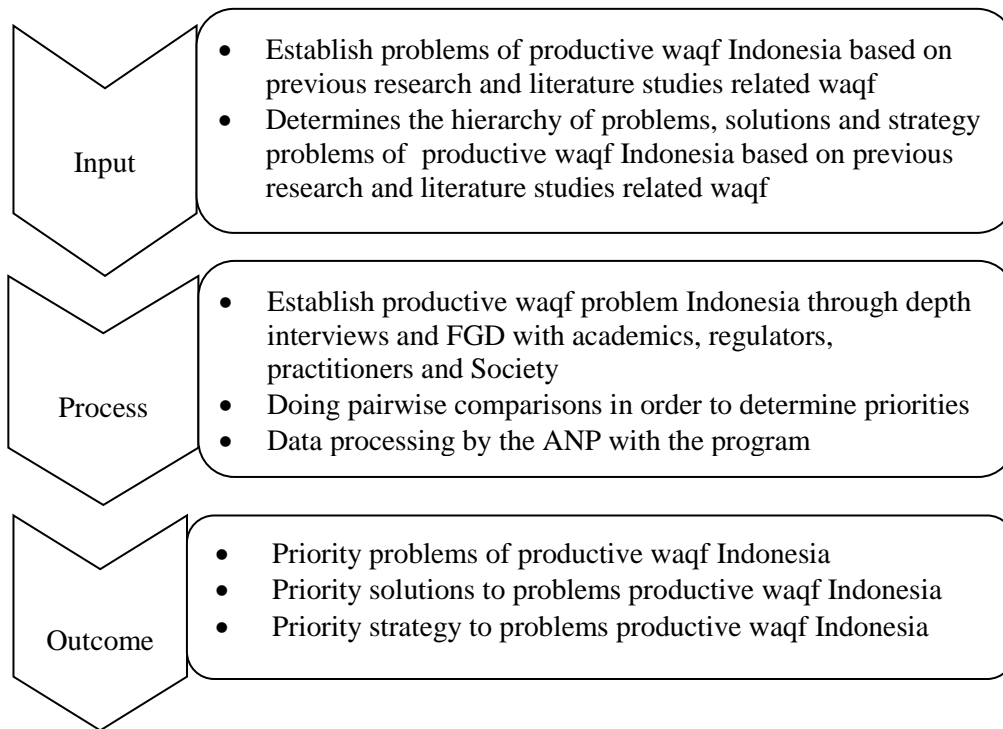 Input
• Establish problems of productive waqf Indonesia based on
previous research and literature studies related waqf
• Determines the hierarchy of problems, solutions and strategy
problems of productive waqf Indonesia based on previous
research and literature studies related waqf
Process
• Establish productive waqf problem Indonesia through depth
interviews and FGD with academics, regulators,
practitioners and Society
• Doing pairwise comparisons in order to determine priorities
• Data processing by the ANP with the program
Outcome
• Priority problems of productive waqf Indonesia
• Priority solutions to problems productive waqf Indonesia
• Priority strategy to problems productive waqf Indonesia